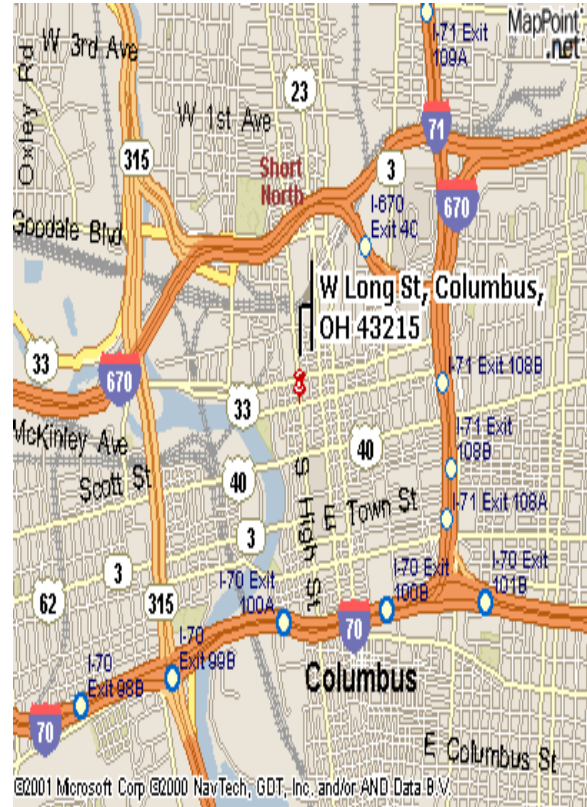 MapPoint
.net
I-71 Exit
109A
W 3rd Ave
Oxley Rd
23
W 1st Ave
71
315
Short
North
3
670
I-670
Exit 4C
Goodale Blvd
W Long St, Columbus,
OH 43215
33
670
33
I-71 Exit 108B
McKinley Ave
Scott St
40
40
I-71 Exit
108B
S High St
E Town St
I-71 Exit 108A
3
3
62
315
I-70 Exit
100A
70
I-70 Exit
100B
I-70 Exit
101B
I-70
Exit 99B
I-70
Exit 98B
70
Columbus
E Columbus St
©2001 Microsoft Corp ©2000 NavTech, GDT, Inc. and/or AND Data B.V.